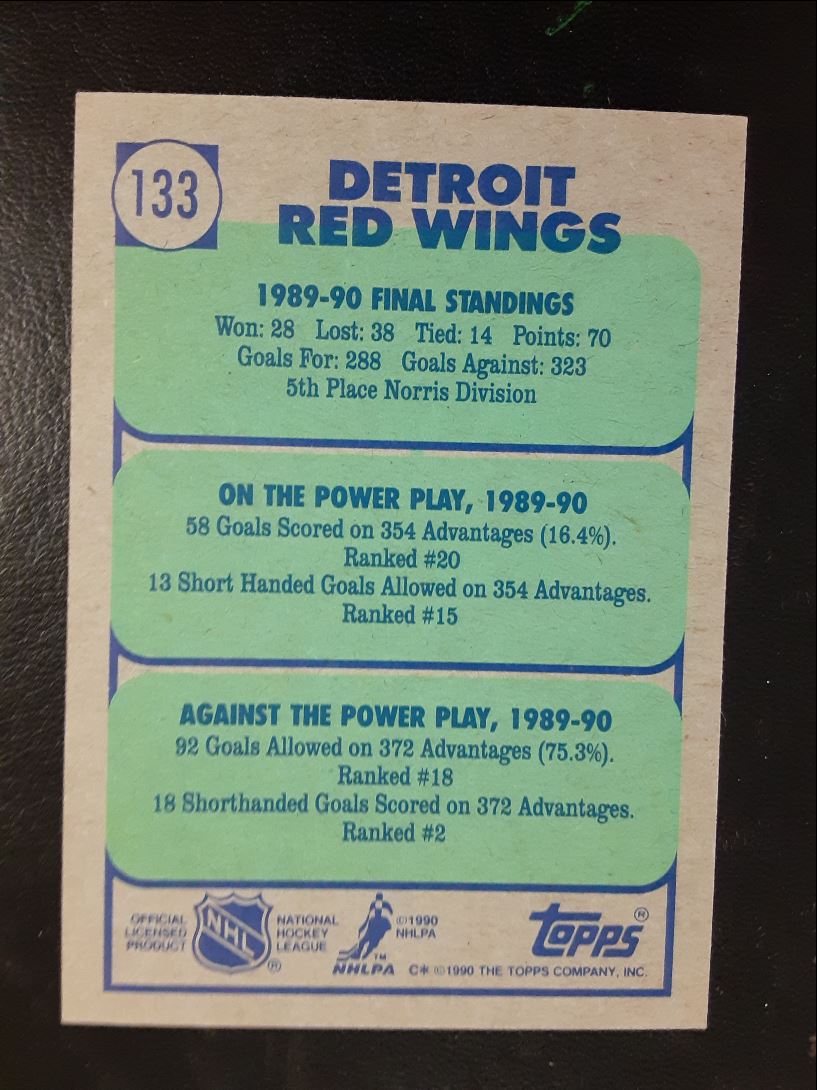 133
DETROIT
RED WINGS
1989-90 FINAL STANDINGS
Won: 28 Lost: 38 Tied: 14 Points: 70
Goals For: 288 Goals Against: 323
5th Place Norris Division
ON THE POWER PLAY, 1989-90
58 Goals Scored on 354 Advantages (16.4%).
Ranked #20
13 Short Handed Goals Allowed on 354 Advantages.
Ranked #15
AGAINST THE POWER PLAY, 1989-90
92 Goals Allowed on 372 Advantages (75.3%).
Ranked #18
18 Shorthanded Goals Scored on 372 Advantages.
Ranked #2
OFFICIAL
LICENSED
PRODUCT
NHL
®
NATIONAL
HOCKEY
LEAGUE
TM
NHLPA
©1990
NHLPA
topps®
C* ©1990 THE TOPPS COMPANY, INC.